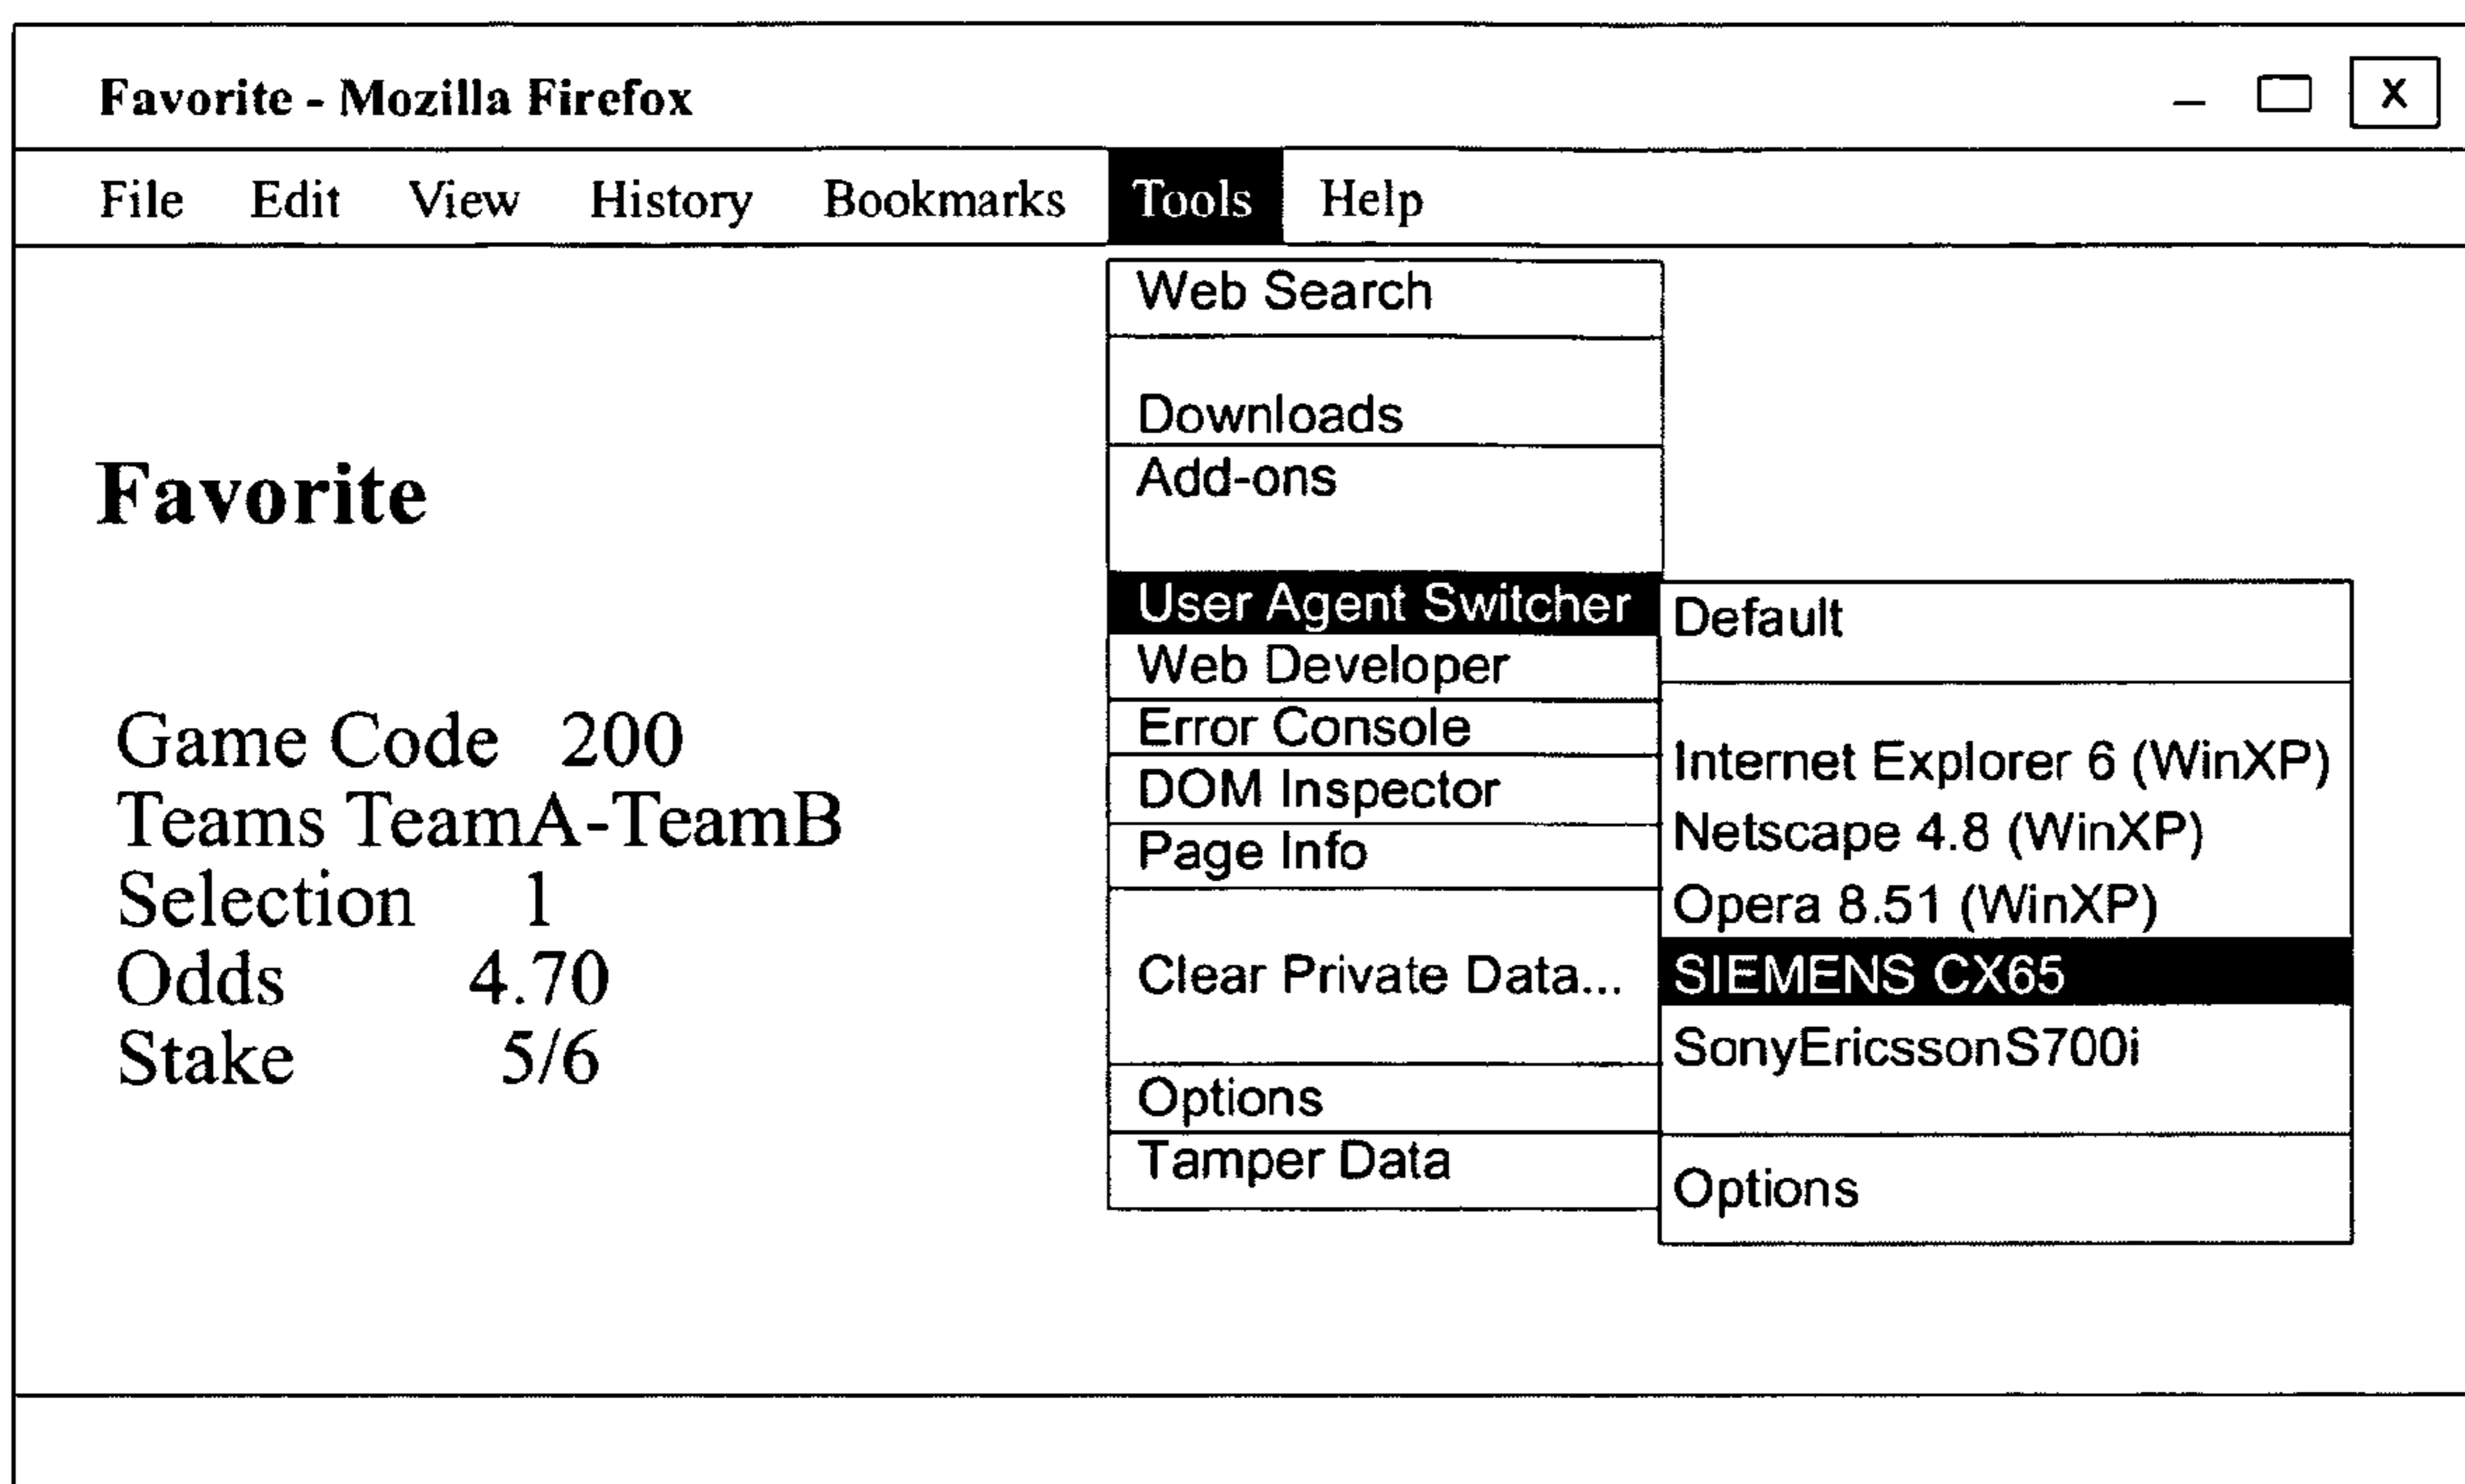 Favorite - Mozilla Firefox
X
File Edit View History Bookmarks Tools Help
Favorite
Game Code 200
Teams TeamA-TeamB
Selection 1
Odds 4.70
Stake 5/6
Web Search
Downloads
Add-ons
User Agent Switcher
Web Developer
Error Console
DOM Inspector
Page Info
Clear Private Data...
Options
Tamper Data
Default
Internet Explorer 6 (WinXP)
Netscape 4.8 (WinXP)
Opera 8.51 (WinXP)
SIEMENS CX65
SonyEricssonS700i
Options